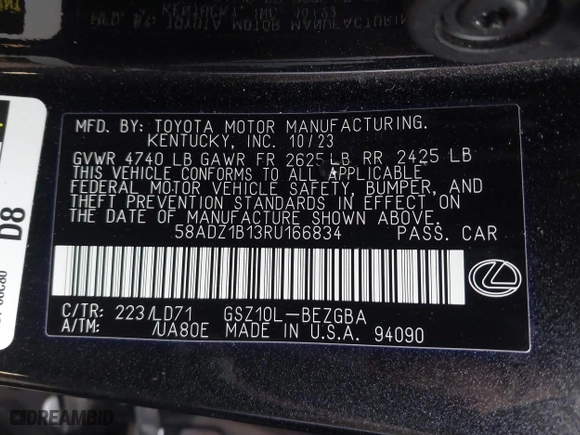 MFD. BY: TOYOTA MOTOR MANUFACTURING.
KENTUCKY, INC. 10/23
GVWR 4740 LB GAWR FR 2625 LB RR 2425 LB
THIS VEHICLE CONFORMS TO ALL APPLICABLE
FEDERAL MOTOR VEHICLE SAFETY, BUMPER, AND
THEFT PREVENTION STANDARDS IN EFFECT ON
THE DATE OF MANUFACTURE SHOWN ABOVE.
58ADZ1B13RU166834 PASS. CAR
C/TR: 223/LD71 GSZ10L-BEZGBA
A/TM: /UA80E MADE IN U.S.A. 94090
D8
DREAMBID